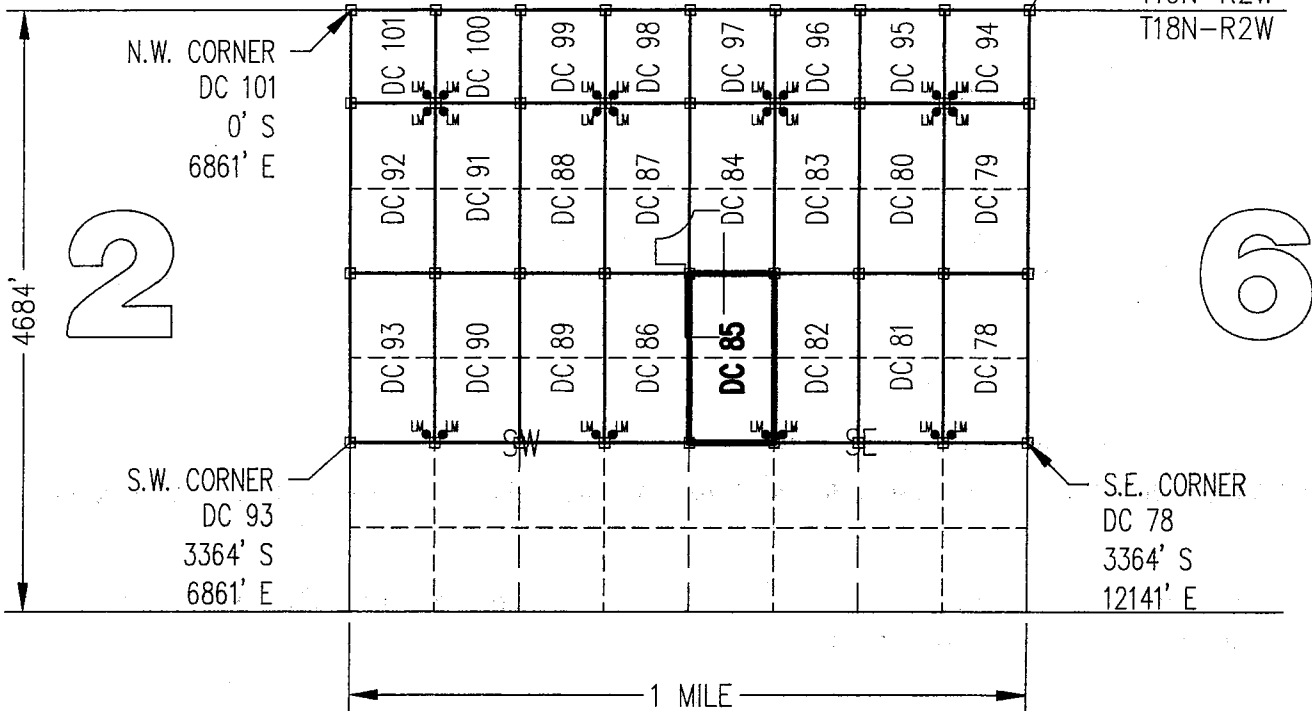 T18N-R2W
N.W. CORNER
DC 101
0' S
6861' E
DC 101
DC 100
DC 99
DC 98
DC 97
DC 96
DC 95
DC 94
LM LM LM LM LM LM LM LM
LM LM LM LM LM LM LM LM
DC 92
DC 91
DC 88
DC 87
DC 84
DC 83
DC 80
DC 79
2
1
6
4684'
DC 93
DC 90
DC 89
DC 86
DC 85
DC 82
DC 81
DC 78
LM LM LM LM LM LM LM LM
SW
SE
S.W. CORNER
DC 93
3364' S
6861' E
S.E. CORNER
DC 78
3364' S
12141' E
1 MILE